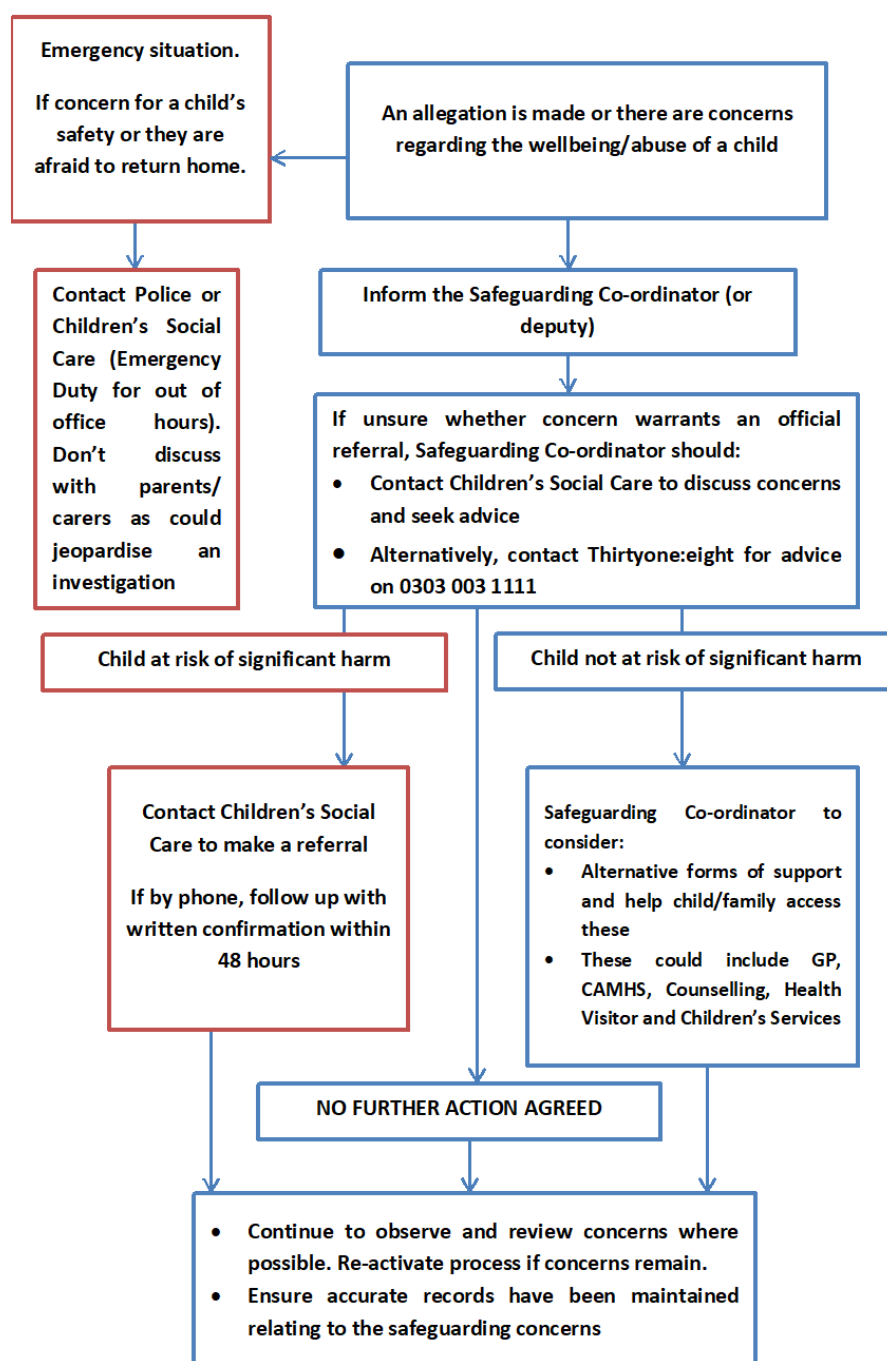 Emergency situation.
If concern for a child's
safety or they are
afraid to return home.
An allegation is made or there are concerns
regarding the wellbeing/abuse of a child
Contact Police or
Children's Social
Care (Emergency
Duty for out of
office hours).
Don't discuss
with parents/
carers as could
jeopardise an
investigation
Inform the Safeguarding Co-ordinator (or
deputy)
If unsure whether concern warrants an official
referral, Safeguarding Co-ordinator should:
• Contact Children's Social Care to discuss concerns
and seek advice
• Alternatively, contact Thirtyone:eight for advice
on 0303 003 1111
Child at risk of significant harm
Child not at risk of significant harm
Contact Children's Social
Care to make a referral
If by phone, follow up with
written confirmation within
48 hours
Safeguarding Co-ordinator to
consider:
• Alternative forms of support
and help child/family access
these
• These could include GP,
CAMHS, Counselling, Health
Visitor and Children's Services
NO FURTHER ACTION AGREED
• Continue to observe and review concerns where
possible. Re-activate process if concerns remain.
• Ensure accurate records have been maintained
relating to the safeguarding concerns